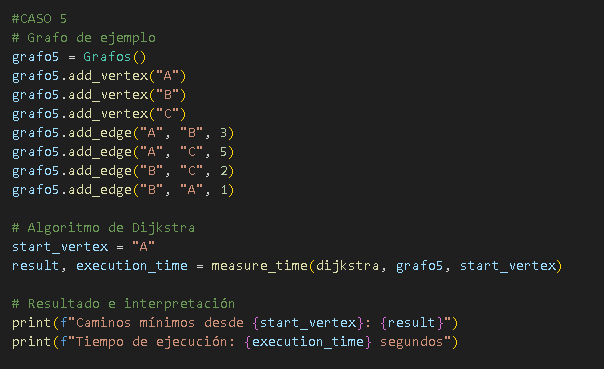 #CASO 5
# Grafo de ejemplo
grafo5 = Grafos()
grafo5.add_vertex("A")
grafo5.add_vertex("B")
grafo5.add_vertex("C")
grafo5.add_edge("A", "B", 3)
grafo5.add_edge("A", "C", 5)
grafo5.add_edge("B", "C", 2)
grafo5.add_edge("B", "A", 1)
# Algoritmo de Dijkstra
start_vertex = "A"
result, execution_time = measure_time(dijkstra, grafo5, start_vertex)
# Resultado e interpretación
print(f"Caminos mínimos desde {start_vertex}: {result}")
print(f"Tiempo de ejecución: {execution_time} segundos")